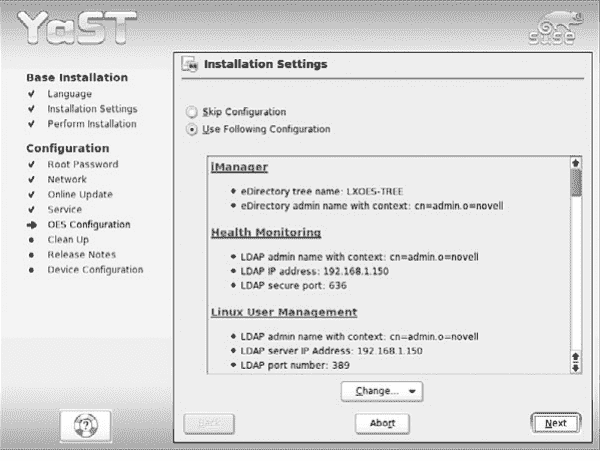 YaST
suse
Base Installation
Language
Installation Settings
Perform Installation
Configuration
Root Password
Network
Online Update
Service
OES Configuration
Clean Up
Release Notes
Device Configuration
Installation Settings
Skip Configuration
Use Following Configuration
iManager
eDirectory tree name: LXOES-TREE
eDirectory admin name with context: cn=admin.o=novell
Health Monitoring
LDAP admin name with context: cn=admin.o=novell
LDAP IP address: 192.168.1.150
LDAP secure port: 636
Linux User Management
LDAP admin name with context: cn=admin.o=novell
LDAP server IP Address: 192.168.1.150
LDAP port number: 389
Change...
Back
Abort
Next